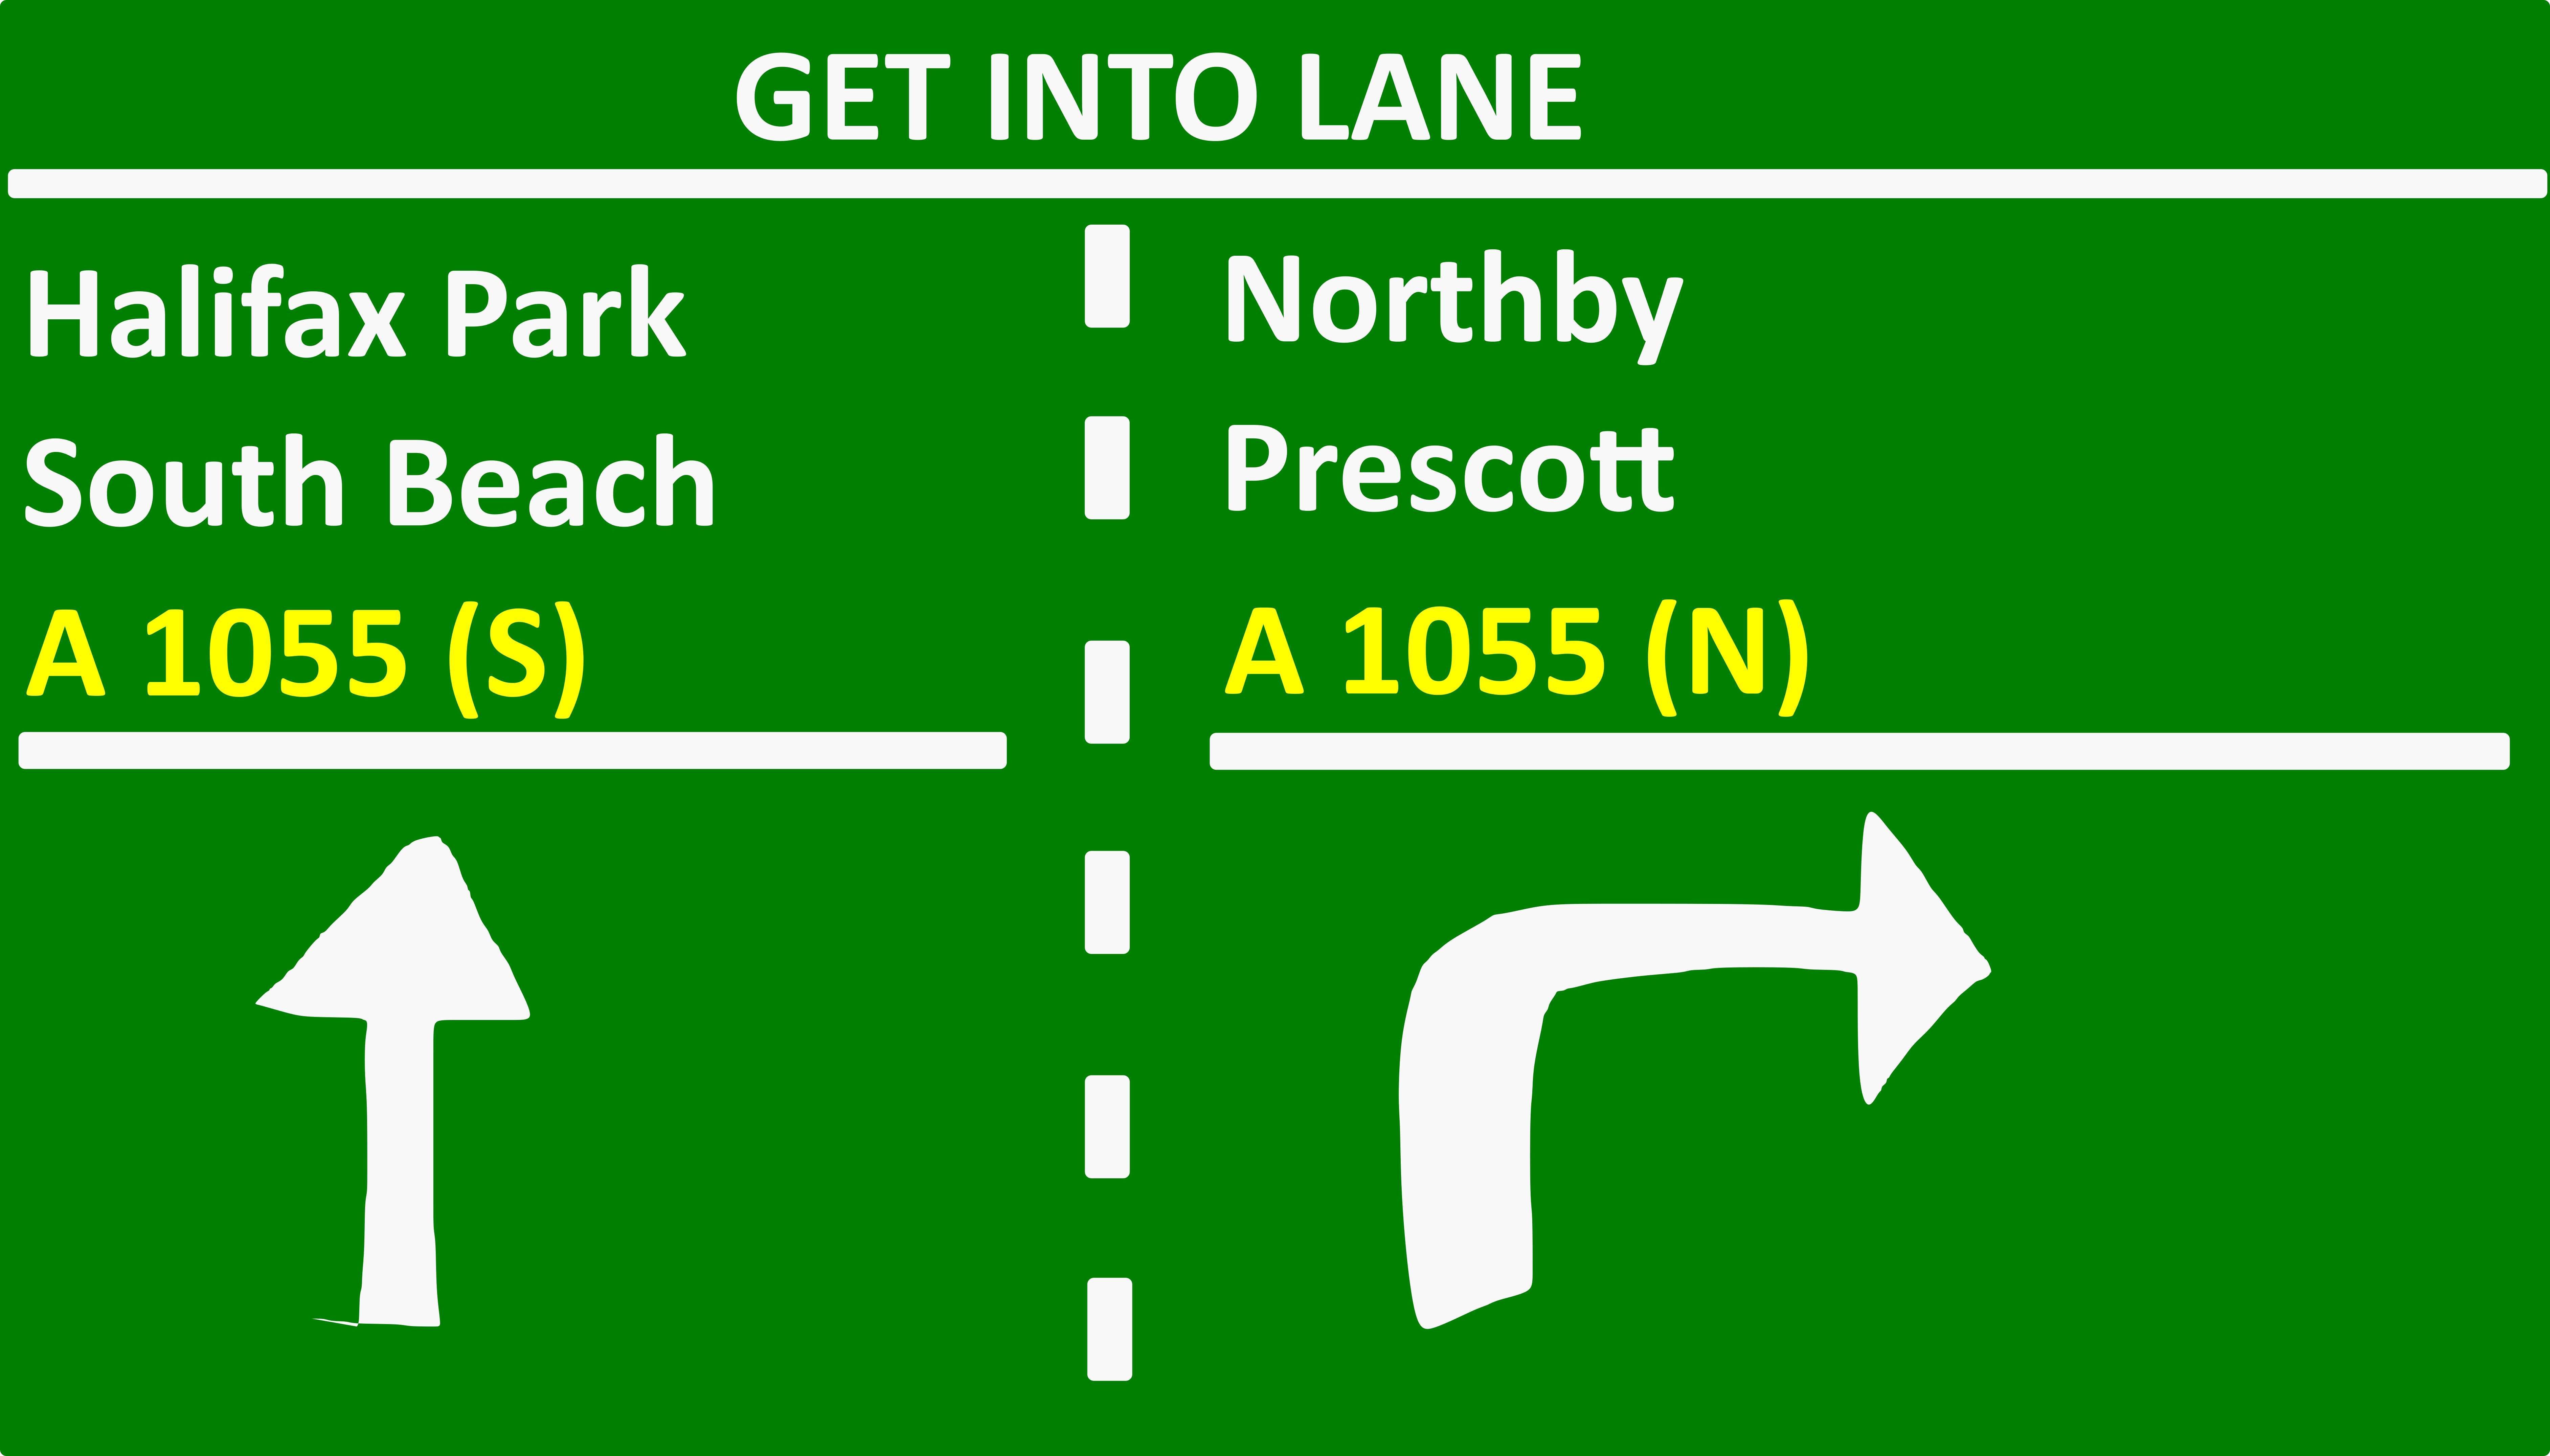 GET INTO LANE
Halifax Park
South Beach
A 1055 (S)
Northby
Prescott
A 1055 (N)